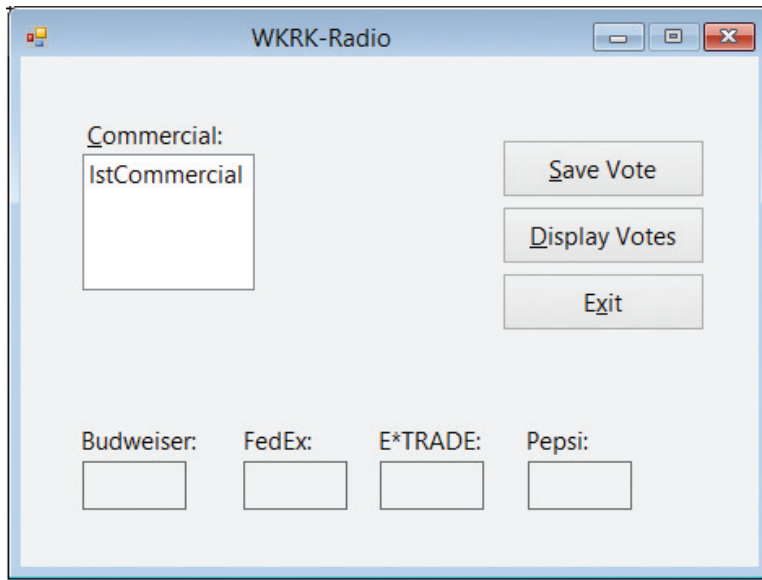 WKRK-Radio
Commercial:
lstCommercial
Save Vote
Display Votes
Exit
Budweiser: FedEx: E*TRADE: Pepsi: